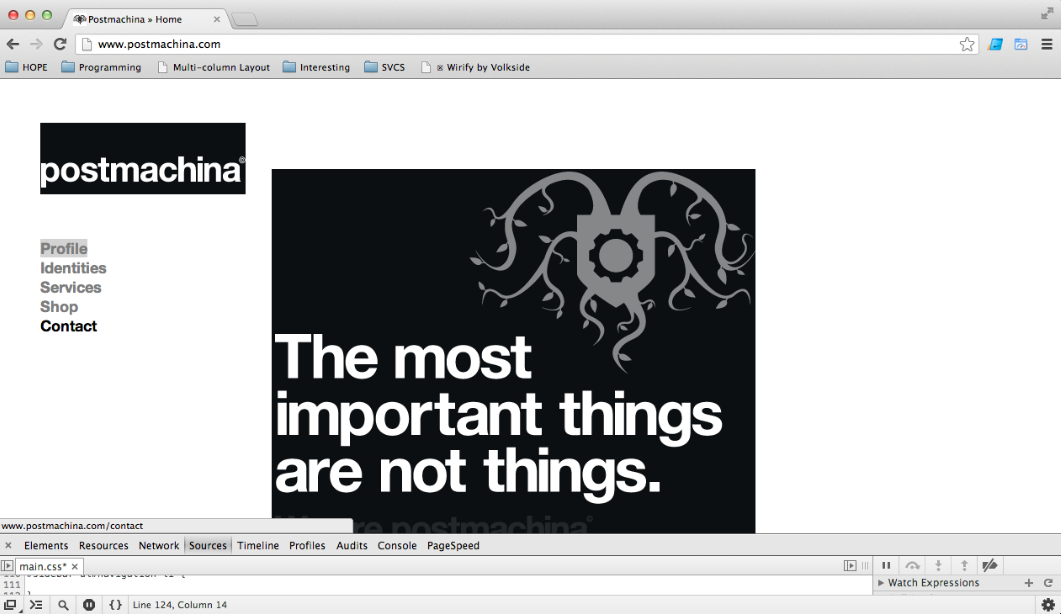 Postmachina » Home
www.postmachina.com
HOPE Programming Multi-column Layout Interesting SVCS Wirify by Volkside
postmachina©
Profile
Identities
Services
Shop
Contact
The most
important things
are not things.
We are postmachina©
www.postmachina.com/contact
Elements Resources Network Sources Timeline Profiles Audits Console PageSpeed
main.css*
111
Watch Expressions
{} Line 124, Column 14